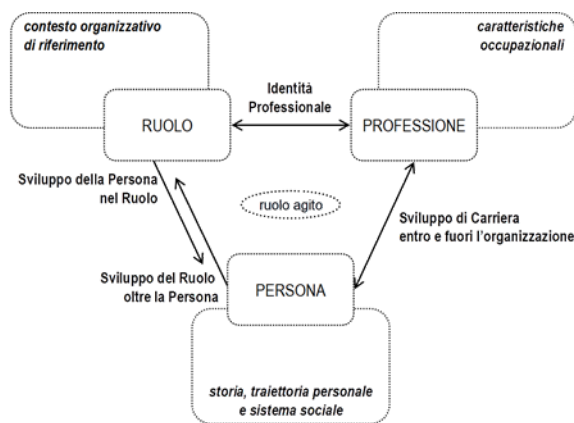 contesto organizzativo
di riferimento
caratteristiche
occupazionali
Identità
Professionale
RUOLO
PROFESSIONE
Sviluppo della Persona
nel Ruolo
ruolo agito
Sviluppo di Carriera
entro e fuori l'organizzazione
Sviluppo del Ruolo
oltre la Persona
PERSONA
storia, traiettoria personale
e sistema sociale